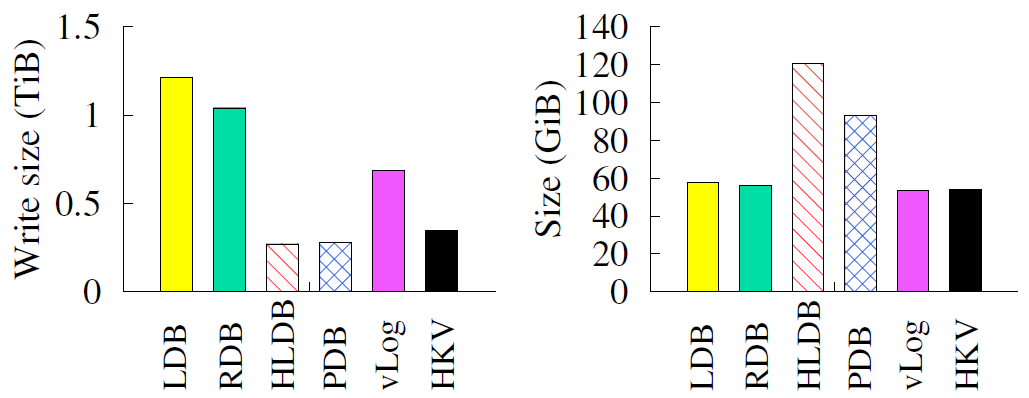 Write size (TiB)
1.5
1
0.5
0
LDB
RDB
HLDB
PDB
vLog
HKV
Size (GiB)
140
120
100
80
60
40
20
0
LDB
RDB
HLDB
PDB
vLog
HKV